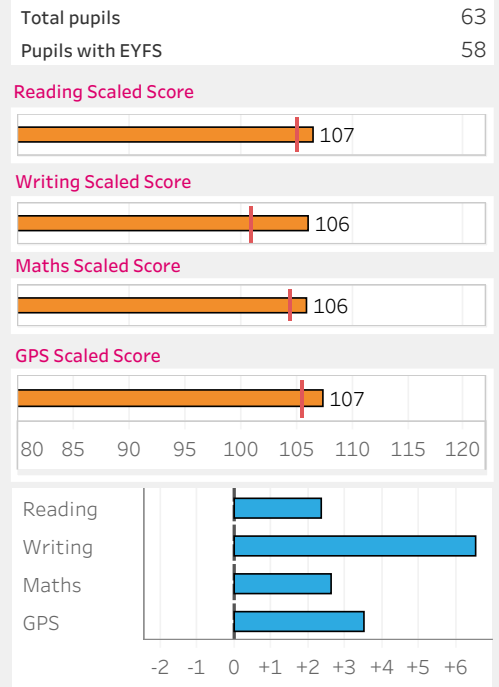 Total pupils 63
Pupils with EYFS 58
Reading Scaled Score
107
Writing Scaled Score
106
Maths Scaled Score
106
GPS Scaled Score
107
80 85 90 95 100 105 110 115 120
Reading
Writing
Maths
GPS
-2 -1 0 +1 +2 +3 +4 +5 +6